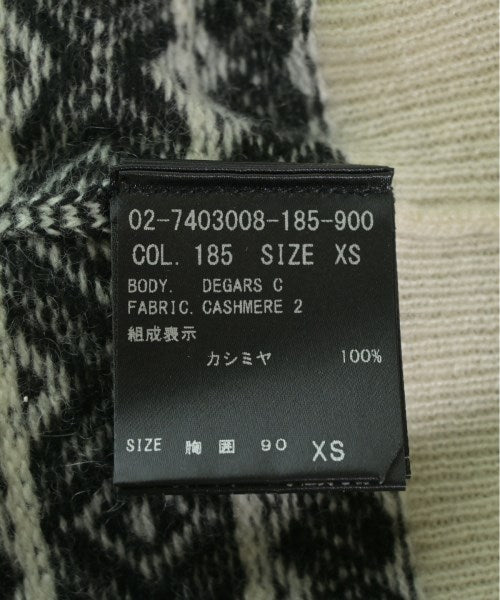 02-7403008-185-900
COL. 185 SIZE XS
BODY. DEGARS C
FABRIC. CASHMERE 2
組成表示
カシミヤ 100%
SIZE 胸囲 90 XS